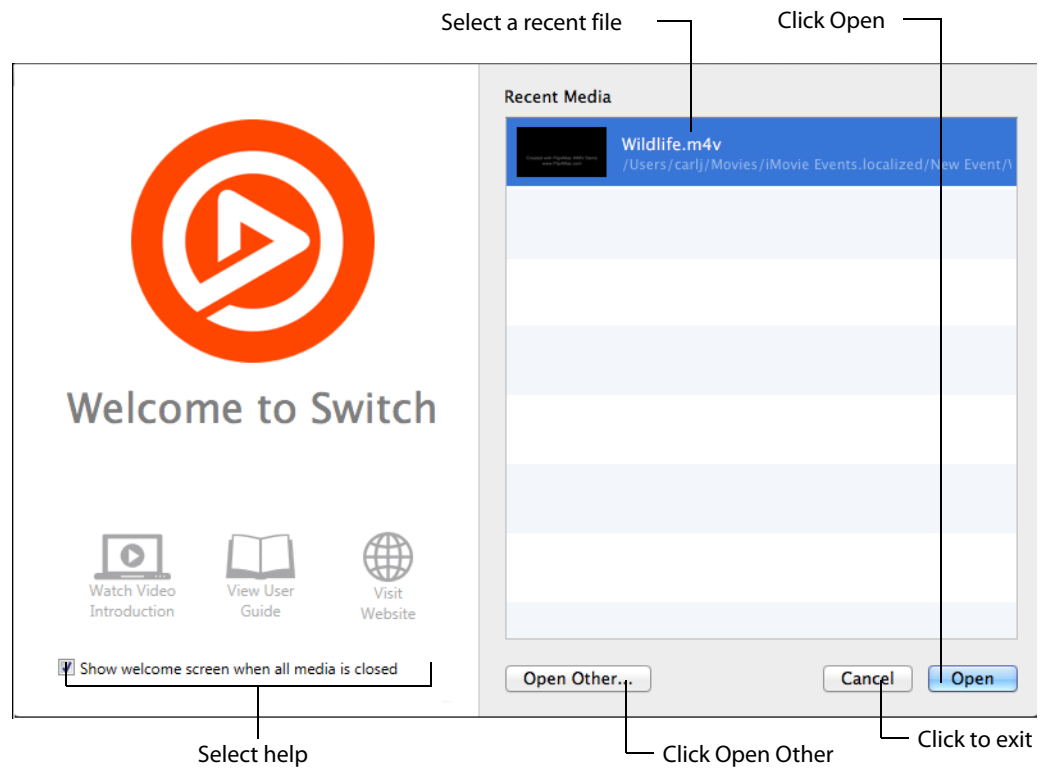 Select a recent file
Click Open
Recent Media
Wildlife.m4v
/Users/carlj/Movies/iMovie Events.localized/New Event/
Welcome to Switch
Watch Video
Introduction
View User
Guide
Visit
Website
Show welcome screen when all media is closed
Open Other...
Cancel
Open
Select help
Click Open Other
Click to exit